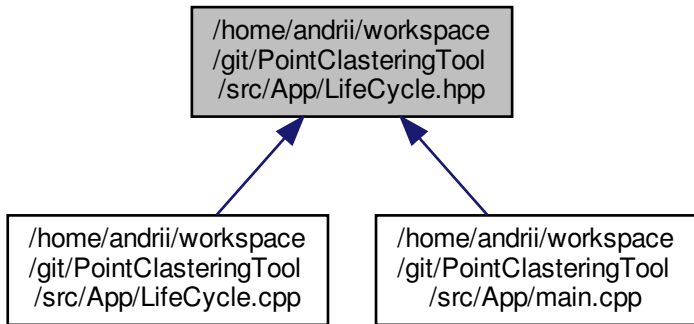 /home/andrii/workspace
/git/PointClasteringTool
/src/App/LifeCycle.hpp
/home/andrii/workspace
/git/PointClasteringTool
/src/App/LifeCycle.cpp
/home/andrii/workspace
/git/PointClasteringTool
/src/App/main.cpp